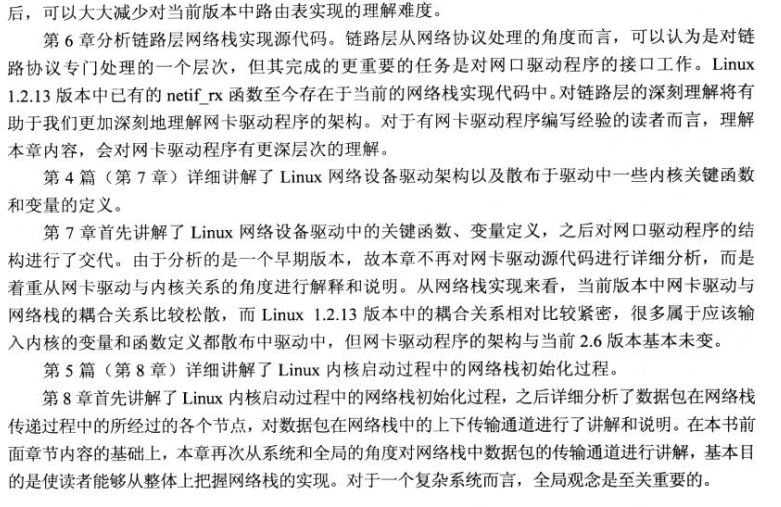 后，可以大大减少对当前版本中路由表实现的理解难度。
第 6 章分析链路层网络栈实现源代码。链路层从网络协议处理的角度而言，可以认为是对链
路协议专门处理的一个层次，但其完成的更重要的任务是对网口驱动程序的接口工作。Linux
1.2.13 版本中已有的 netif_rx 函数至今存在于当前的网络栈实现代码中。对链路层的深刻理解将有
助于我们更加深刻地理解网卡驱动程序的架构。对于有网卡驱动程序编写经验的读者而言，理解
本章内容，会对网卡驱动程序有更深层次的理解。
第 4 篇（第 7 章）详细讲解了 Linux 网络设备驱动架构以及散布于驱动中一些内核关键函数
和变量的定义。
第 7 章首先讲解了 Linux 网络设备驱动中的关键函数、变量定义，之后对网口驱动程序的结
构进行了交代。由于分析的是一个早期版本，故本章不再对网卡驱动源代码进行详细分析，而是
着重从网卡驱动与内核关系的角度进行解释和说明。从网络栈实现来看，当前版本中网卡驱动与
网络栈的耦合关系比较松散，而 Linux 1.2.13 版本中的耦合关系相对比较紧密，很多属于应该输
入内核的变量和函数定义都散布中驱动中，但网卡驱动程序的架构与当前 2.6 版本基本未变。
第 5 篇（第 8 章）详细讲解了 Linux 内核启动过程中的网络栈初始化过程。
第 8 章首先讲解了 Linux 内核启动过程中的网络栈初始化过程，之后详细分析了数据包在网络栈
传递过程中的所经过的各个节点，对数据包在网络栈中的上下传输通道进行了讲解和说明。在本书前
面章节内容的基础上，本章再次从系统和全局的角度对网络栈中数据包的传输通道进行讲解，基本目
的是使读者能够从整体上把握网络栈的实现。对于一个复杂系统而言，全局观念是至关重要的。